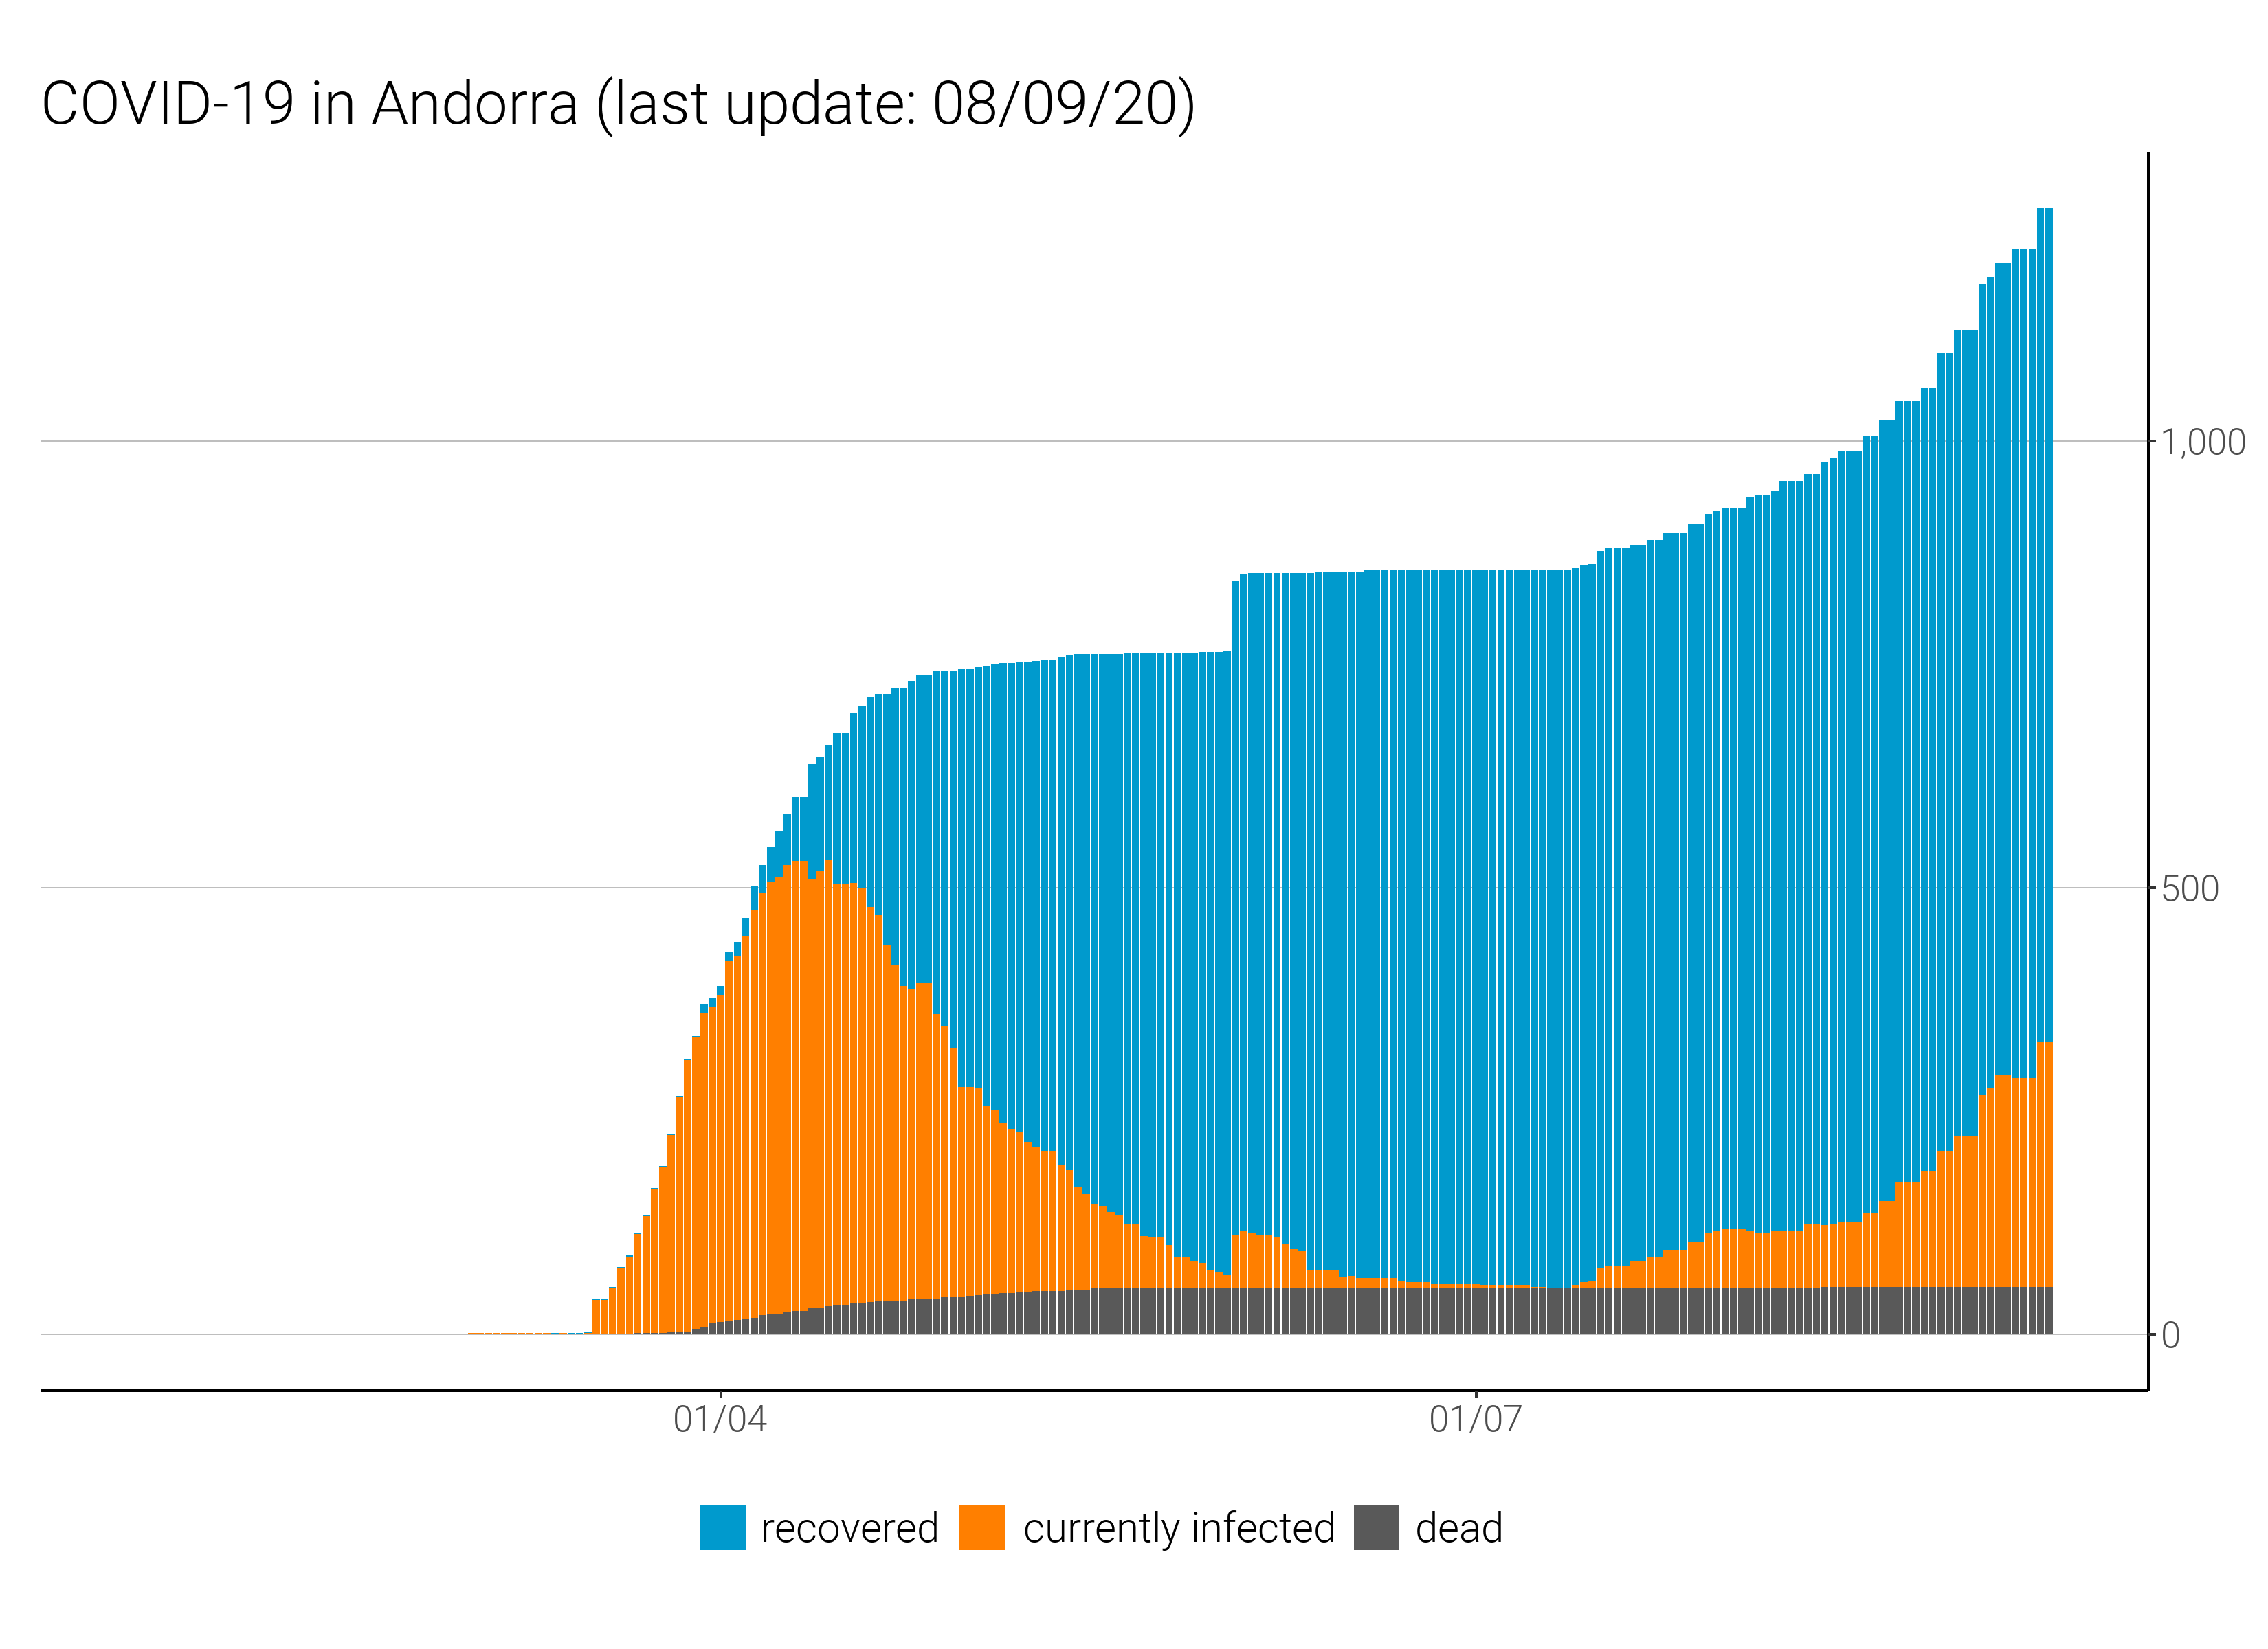 COVID-19 in Andorra (last update: 08/09/20)
1,000
500
0
01/04 01/07
recovered currently infected dead